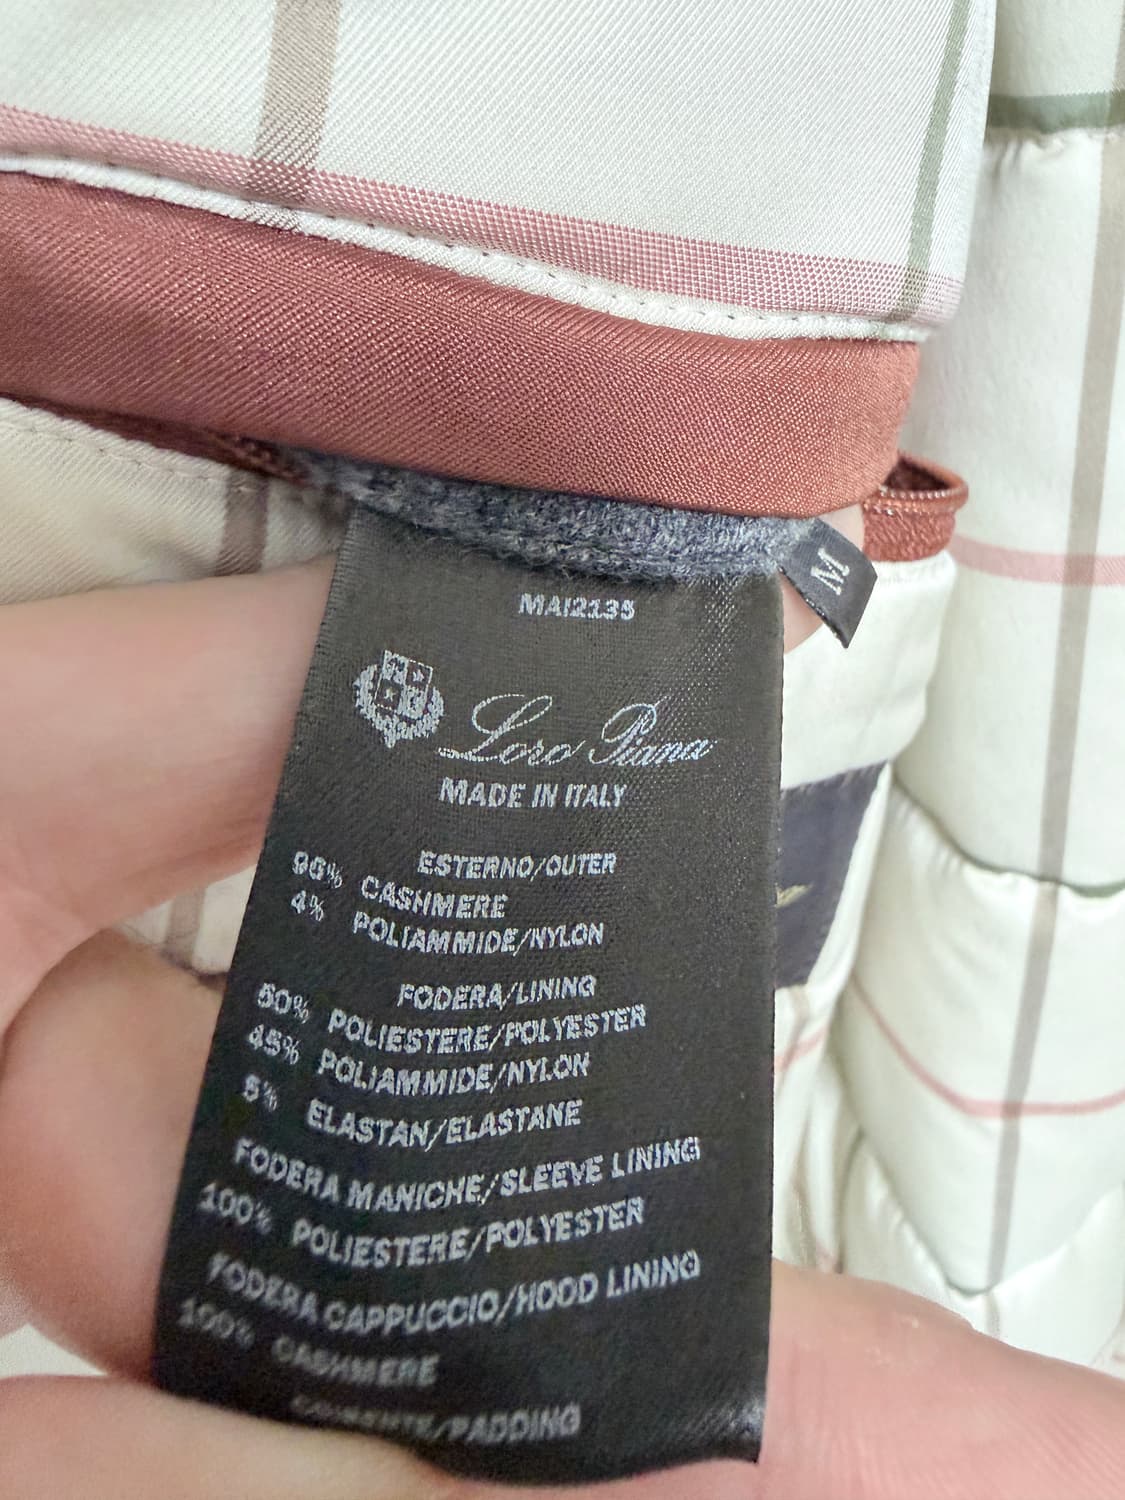 M
MAI2135
Loro Piana
MADE IN ITALY
ESTERNO/OUTER
96% CASHMERE
4% POLIAMMIDE/NYLON
FODERA/LINING
50% POLIESTERE/POLYESTER
45% POLIAMMIDE/NYLON
5% ELASTAN/ELASTANE
FODERA MANICHE/SLEEVE LINING
100% POLIESTERE/POLYESTER
FODERA CAPPUCCIO/HOOD LINING
100% CASHMERE
/PADDING